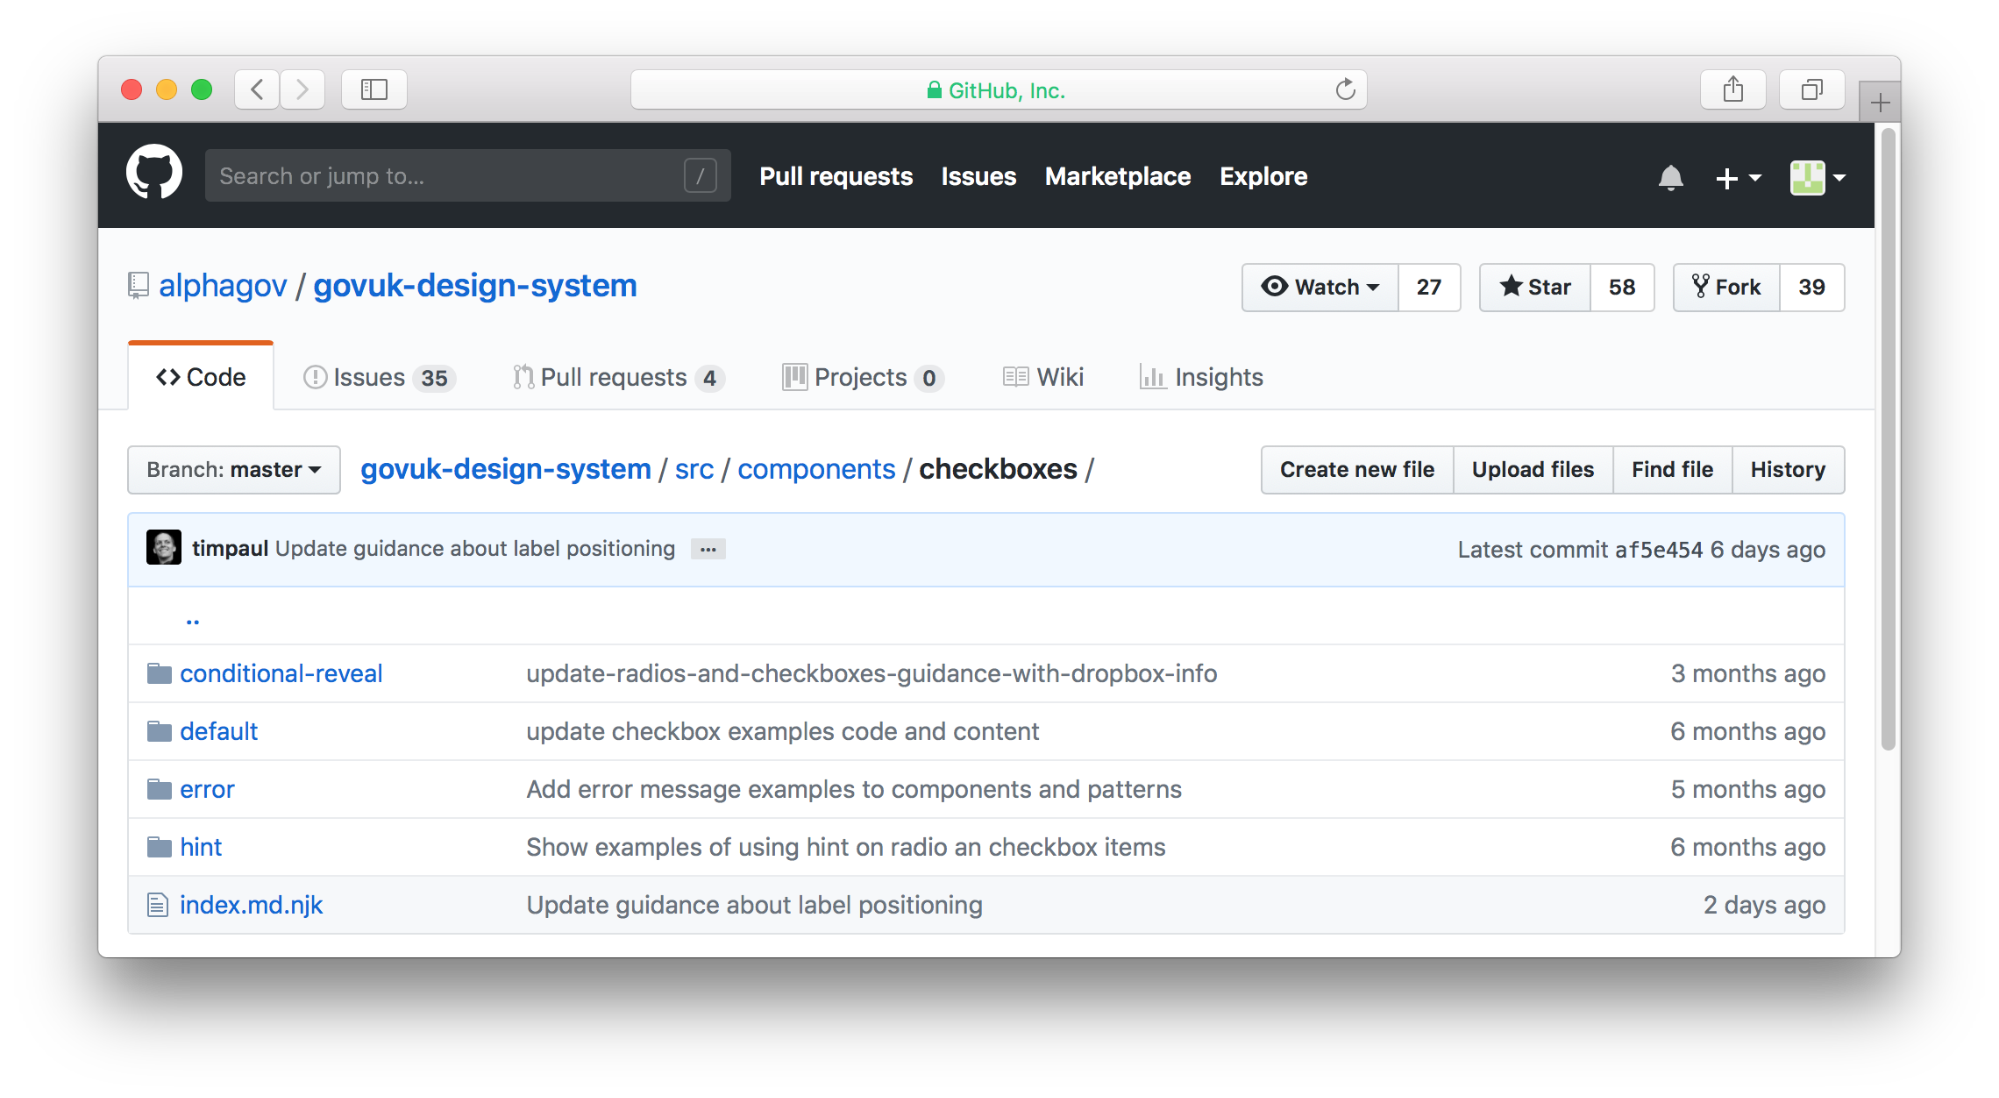 GitHub, Inc.
Search or jump to... / Pull requests Issues Marketplace Explore
alphagov / govuk-design-system Watch 27 Star 58 Fork 39
Code Issues 35 Pull requests 4 Projects 0 Wiki Insights
Branch: master govuk-design-system / src / components / checkboxes / Create new file Upload files Find file History
timpaul Update guidance about label positioning ... Latest commit af5e454 6 days ago
..
conditional-reveal update-radios-and-checkboxes-guidance-with-dropbox-info 3 months ago
default update checkbox examples code and content 6 months ago
error Add error message examples to components and patterns 5 months ago
hint Show examples of using hint on radio an checkbox items 6 months ago
index.md.njk Update guidance about label positioning 2 days ago